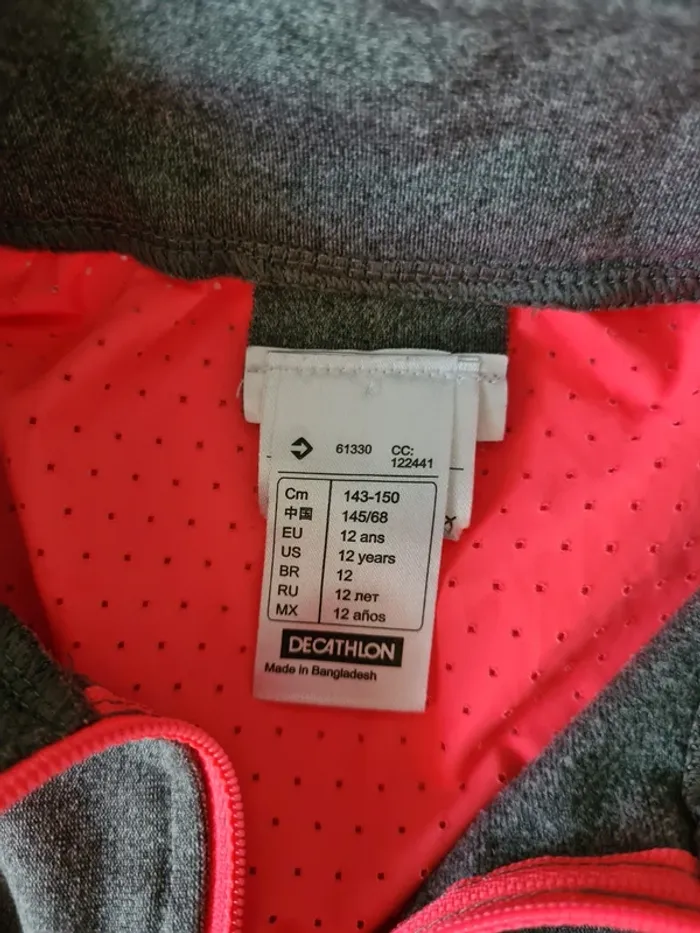 61330 CC:
122441
Cm 143-150
中国 145/68
EU 12 ans
US 12 years
BR 12
RU 12 лет
MX 12 años
DECATHLON
Made in Bangladesh